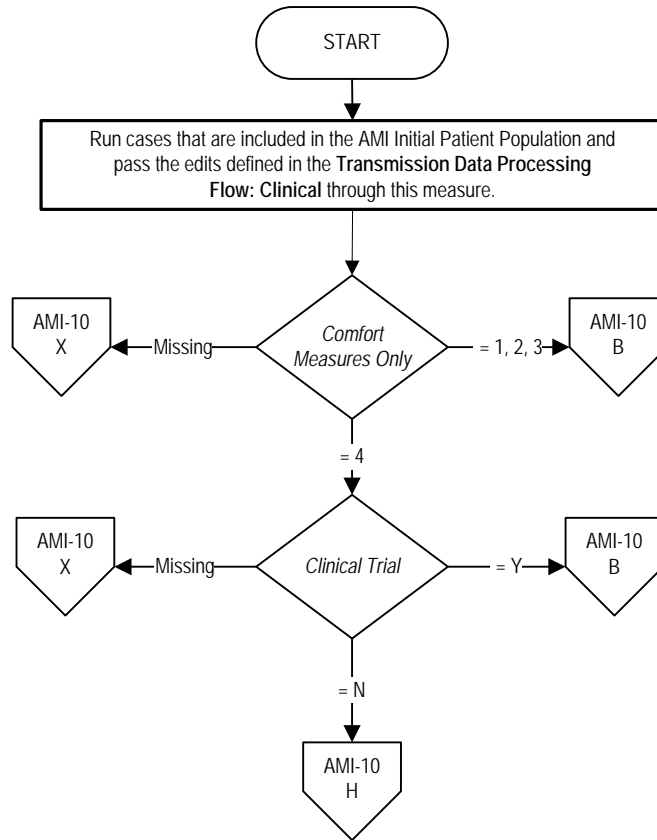 START
Run cases that are included in the AMI Initial Patient Population and
pass the edits defined in the Transmission Data Processing
Flow: Clinical through this measure.
AMI-10
X
Missing
Comfort
Measures Only
= 1, 2, 3
AMI-10
B
= 4
AMI-10
X
Missing
Clinical Trial
= Y
AMI-10
B
= N
AMI-10
H